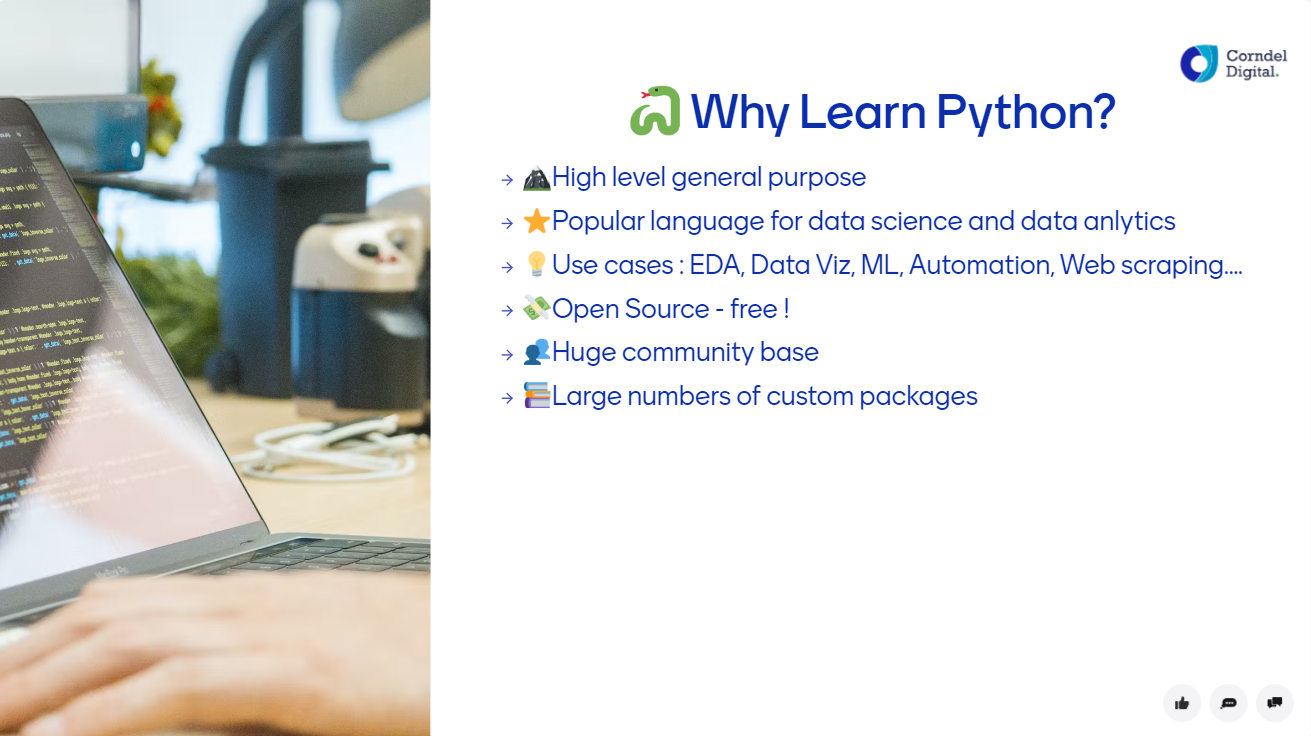 Corndel
Digital.
Why Learn Python?
High level general purpose
Popular language for data science and data anlytics
Use cases : EDA, Data Viz, ML, Automation, Web scraping....
Open Source - free !
Huge community base
Large numbers of custom packages